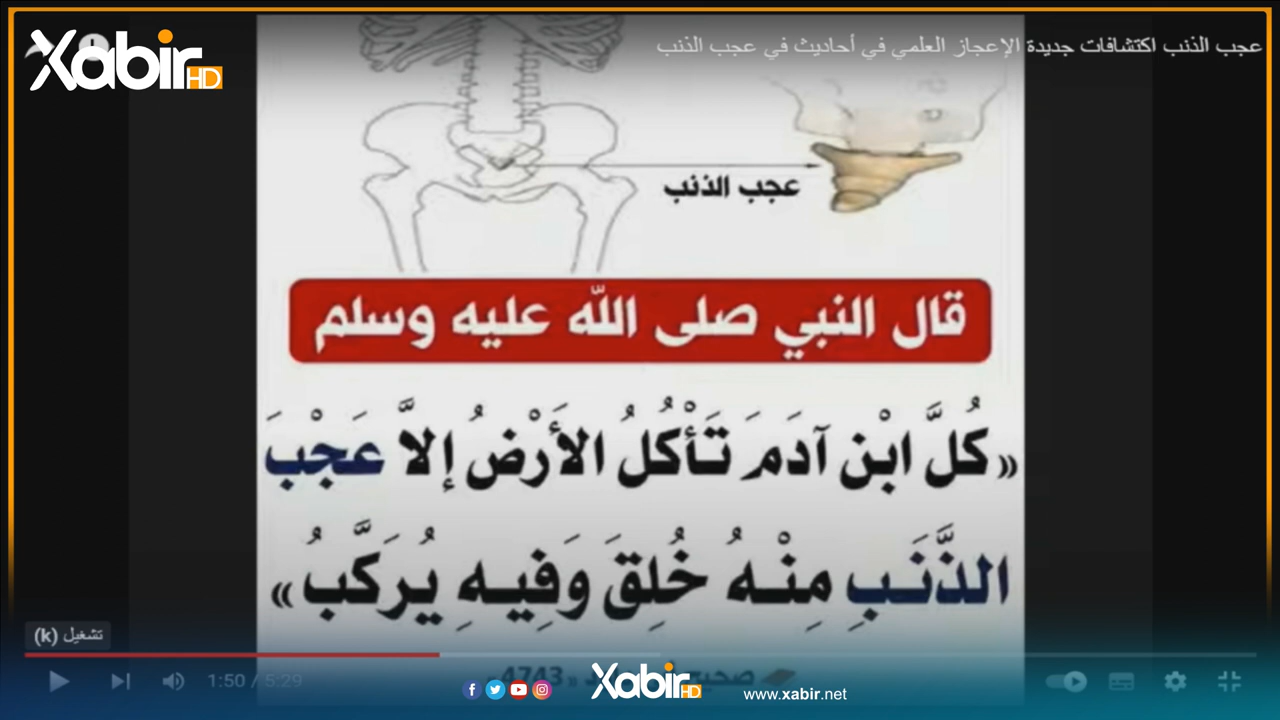 Xabir HD
عجب الذنب اكتشافات جديدة الإعجاز العلمي في أحاديث في عجب الذنب
عجب الذنب
قال النبي صلى الله عليه وسلم
«كُلَّ ابْن آدَمَ تَأْكُلُ الأَرْضُ إلاَّ عَجْبَ
الذَّنَبِ مِنْهُ خُلِقَ وَفِيهِ يُرَكَّبُ»
تشغيل (k)
4743
1:50 / 5:29
Xabir HD
www.xabir.net